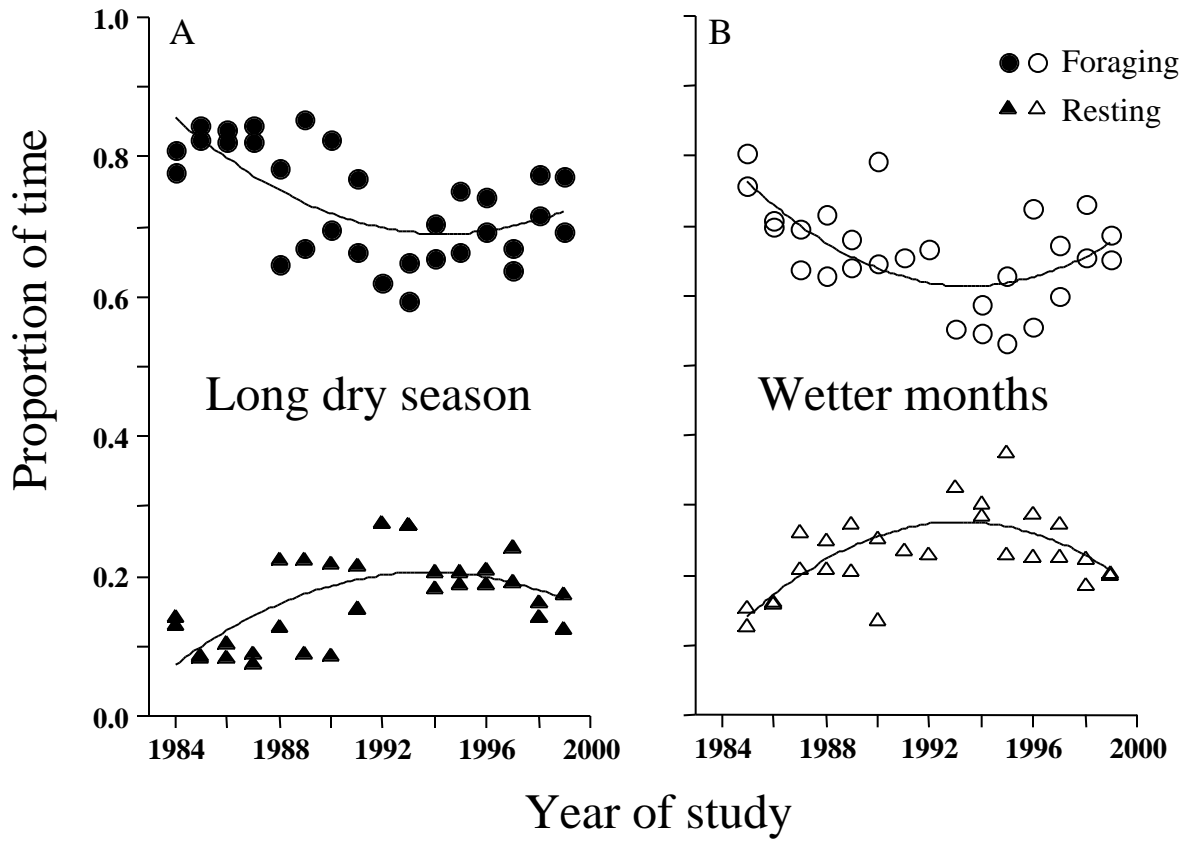 A
B
Foraging
Resting
Proportion of time
1.0
0.8
0.6
0.4
0.2
0.0
Long dry season
Wetter months
1984 1988 1992 1996 2000
1984 1988 1992 1996 2000
Year of study